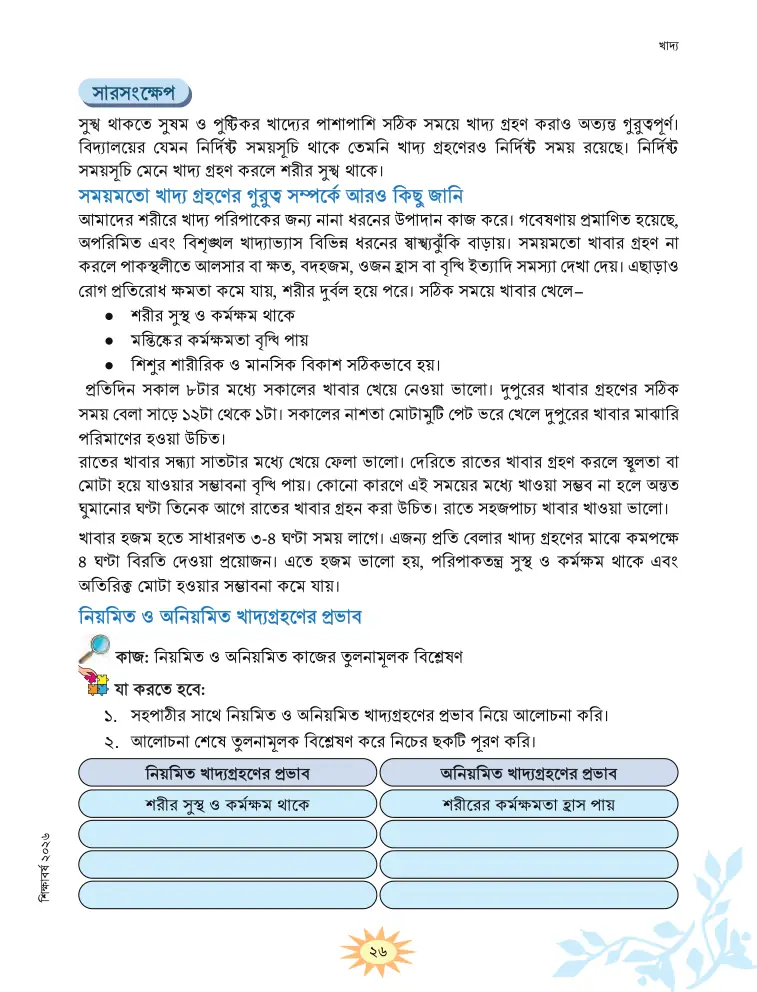 খাদ্য
সারসংক্ষেপ
সুস্থ থাকতে সুষম ও পুষ্টিকর খাদ্যের পাশাপাশি সঠিক সময়ে খাদ্য গ্রহণ করাও অত্যন্ত গুরুত্বপূর্ণ।
বিদ্যালয়ের যেমন নির্দিষ্ট সময়সূচি থাকে তেমনি খাদ্য গ্রহণেরও নির্দিষ্ট সময় রয়েছে। নির্দিষ্ট
সময়সূচি মেনে খাদ্য গ্রহণ করলে শরীর সুস্থ থাকে।
সময়মতো খাদ্য গ্রহণের গুরুত্ব সম্পর্কে আরও কিছু জানি
আমাদের শরীরে খাদ্য পরিপাকের জন্য নানা ধরনের উপাদান কাজ করে। গবেষণায় প্রমাণিত হয়েছে,
অপরিমিত এবং বিশৃঙ্খল খাদ্যাভ্যাস বিভিন্ন ধরনের স্বাস্থ্যঝুঁকি বাড়ায়। সময়মতো খাবার গ্রহণ না
করলে পাকস্থলীতে আলসার বা ক্ষত, বদহজম, ওজন হ্রাস বা বৃদ্ধি ইত্যাদি সমস্যা দেখা দেয়। এছাড়াও
রোগ প্রতিরোধ ক্ষমতা কমে যায়, শরীর দুর্বল হয়ে পরে। সঠিক সময়ে খাবার খেলে–
● শরীর সুস্থ ও কর্মক্ষম থাকে
● মস্তিষ্কের কর্মক্ষমতা বৃদ্ধি পায়
● শিশুর শারীরিক ও মানসিক বিকাশ সঠিকভাবে হয়।
প্রতিদিন সকাল ৮টার মধ্যে সকালের খাবার খেয়ে নেওয়া ভালো। দুপুরের খাবার গ্রহণের সঠিক
সময় বেলা সাড়ে ১২টা থেকে ১টা। সকালের নাশতা মোটামুটি পেট ভরে খেলে দুপুরের খাবার মাঝারি
পরিমাণের হওয়া উচিত।
রাতের খাবার সন্ধ্যা সাতটার মধ্যে খেয়ে ফেলা ভালো। দেরিতে রাতের খাবার গ্রহণ করলে স্থূলতা বা
মোটা হয়ে যাওয়ার সম্ভাবনা বৃদ্ধি পায়। কোনো কারণে এই সময়ের মধ্যে খাওয়া সম্ভব না হলে অন্তত
ঘুমানোর ঘণ্টা তিনেক আগে রাতের খাবার গ্রহন করা উচিত। রাতে সহজপাচ্য খাবার খাওয়া ভালো।
খাবার হজম হতে সাধারণত ৩-৪ ঘণ্টা সময় লাগে। এজন্য প্রতি বেলার খাদ্য গ্রহণের মাঝে কমপক্ষে
৪ ঘণ্টা বিরতি দেওয়া প্রয়োজন। এতে হজম ভালো হয়, পরিপাকতন্ত্র সুস্থ ও কর্মক্ষম থাকে এবং
অতিরিক্ত মোটা হওয়ার সম্ভাবনা কমে যায়।
নিয়মিত ও অনিয়মিত খাদ্যগ্রহণের প্রভাব
কাজ: নিয়মিত ও অনিয়মিত কাজের তুলনামূলক বিশ্লেষণ
যা করতে হবে:
১. সহপাঠীর সাথে নিয়মিত ও অনিয়মিত খাদ্যগ্রহণের প্রভাব নিয়ে আলোচনা করি।
২. আলোচনা শেষে তুলনামূলক বিশ্লেষণ করে নিচের ছকটি পূরণ করি।
নিয়মিত খাদ্যগ্রহণের প্রভাব অনিয়মিত খাদ্যগ্রহণের প্রভাব
শরীর সুস্থ ও কর্মক্ষম থাকে শরীরের কর্মক্ষমতা হ্রাস পায়
শিক্ষাবর্ষ ২০২৬
২৬